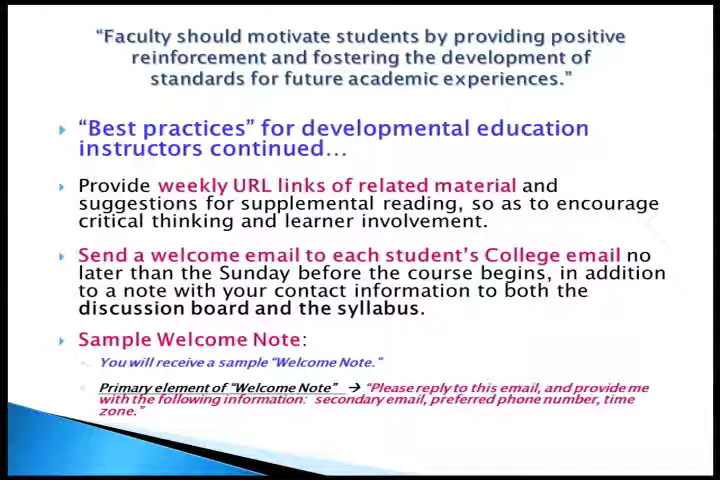 “Faculty should motivate students by providing positive
reinforcement and fostering the development of
standards for future academic experiences.”
“Best practices” for developmental education
instructors continued…
Provide weekly URL links of related material and
suggestions for supplemental reading, so as to encourage
critical thinking and learner involvement.
Send a welcome email to each student’s College email no
later than the Sunday before the course begins, in addition
to a note with your contact information to both the
discussion board and the syllabus.
Sample Welcome Note:
You will receive a sample “Welcome Note.”
Primary element of “Welcome Note” → “Please reply to this email, and provide me
with the following information: secondary email, preferred phone number, time
zone.”